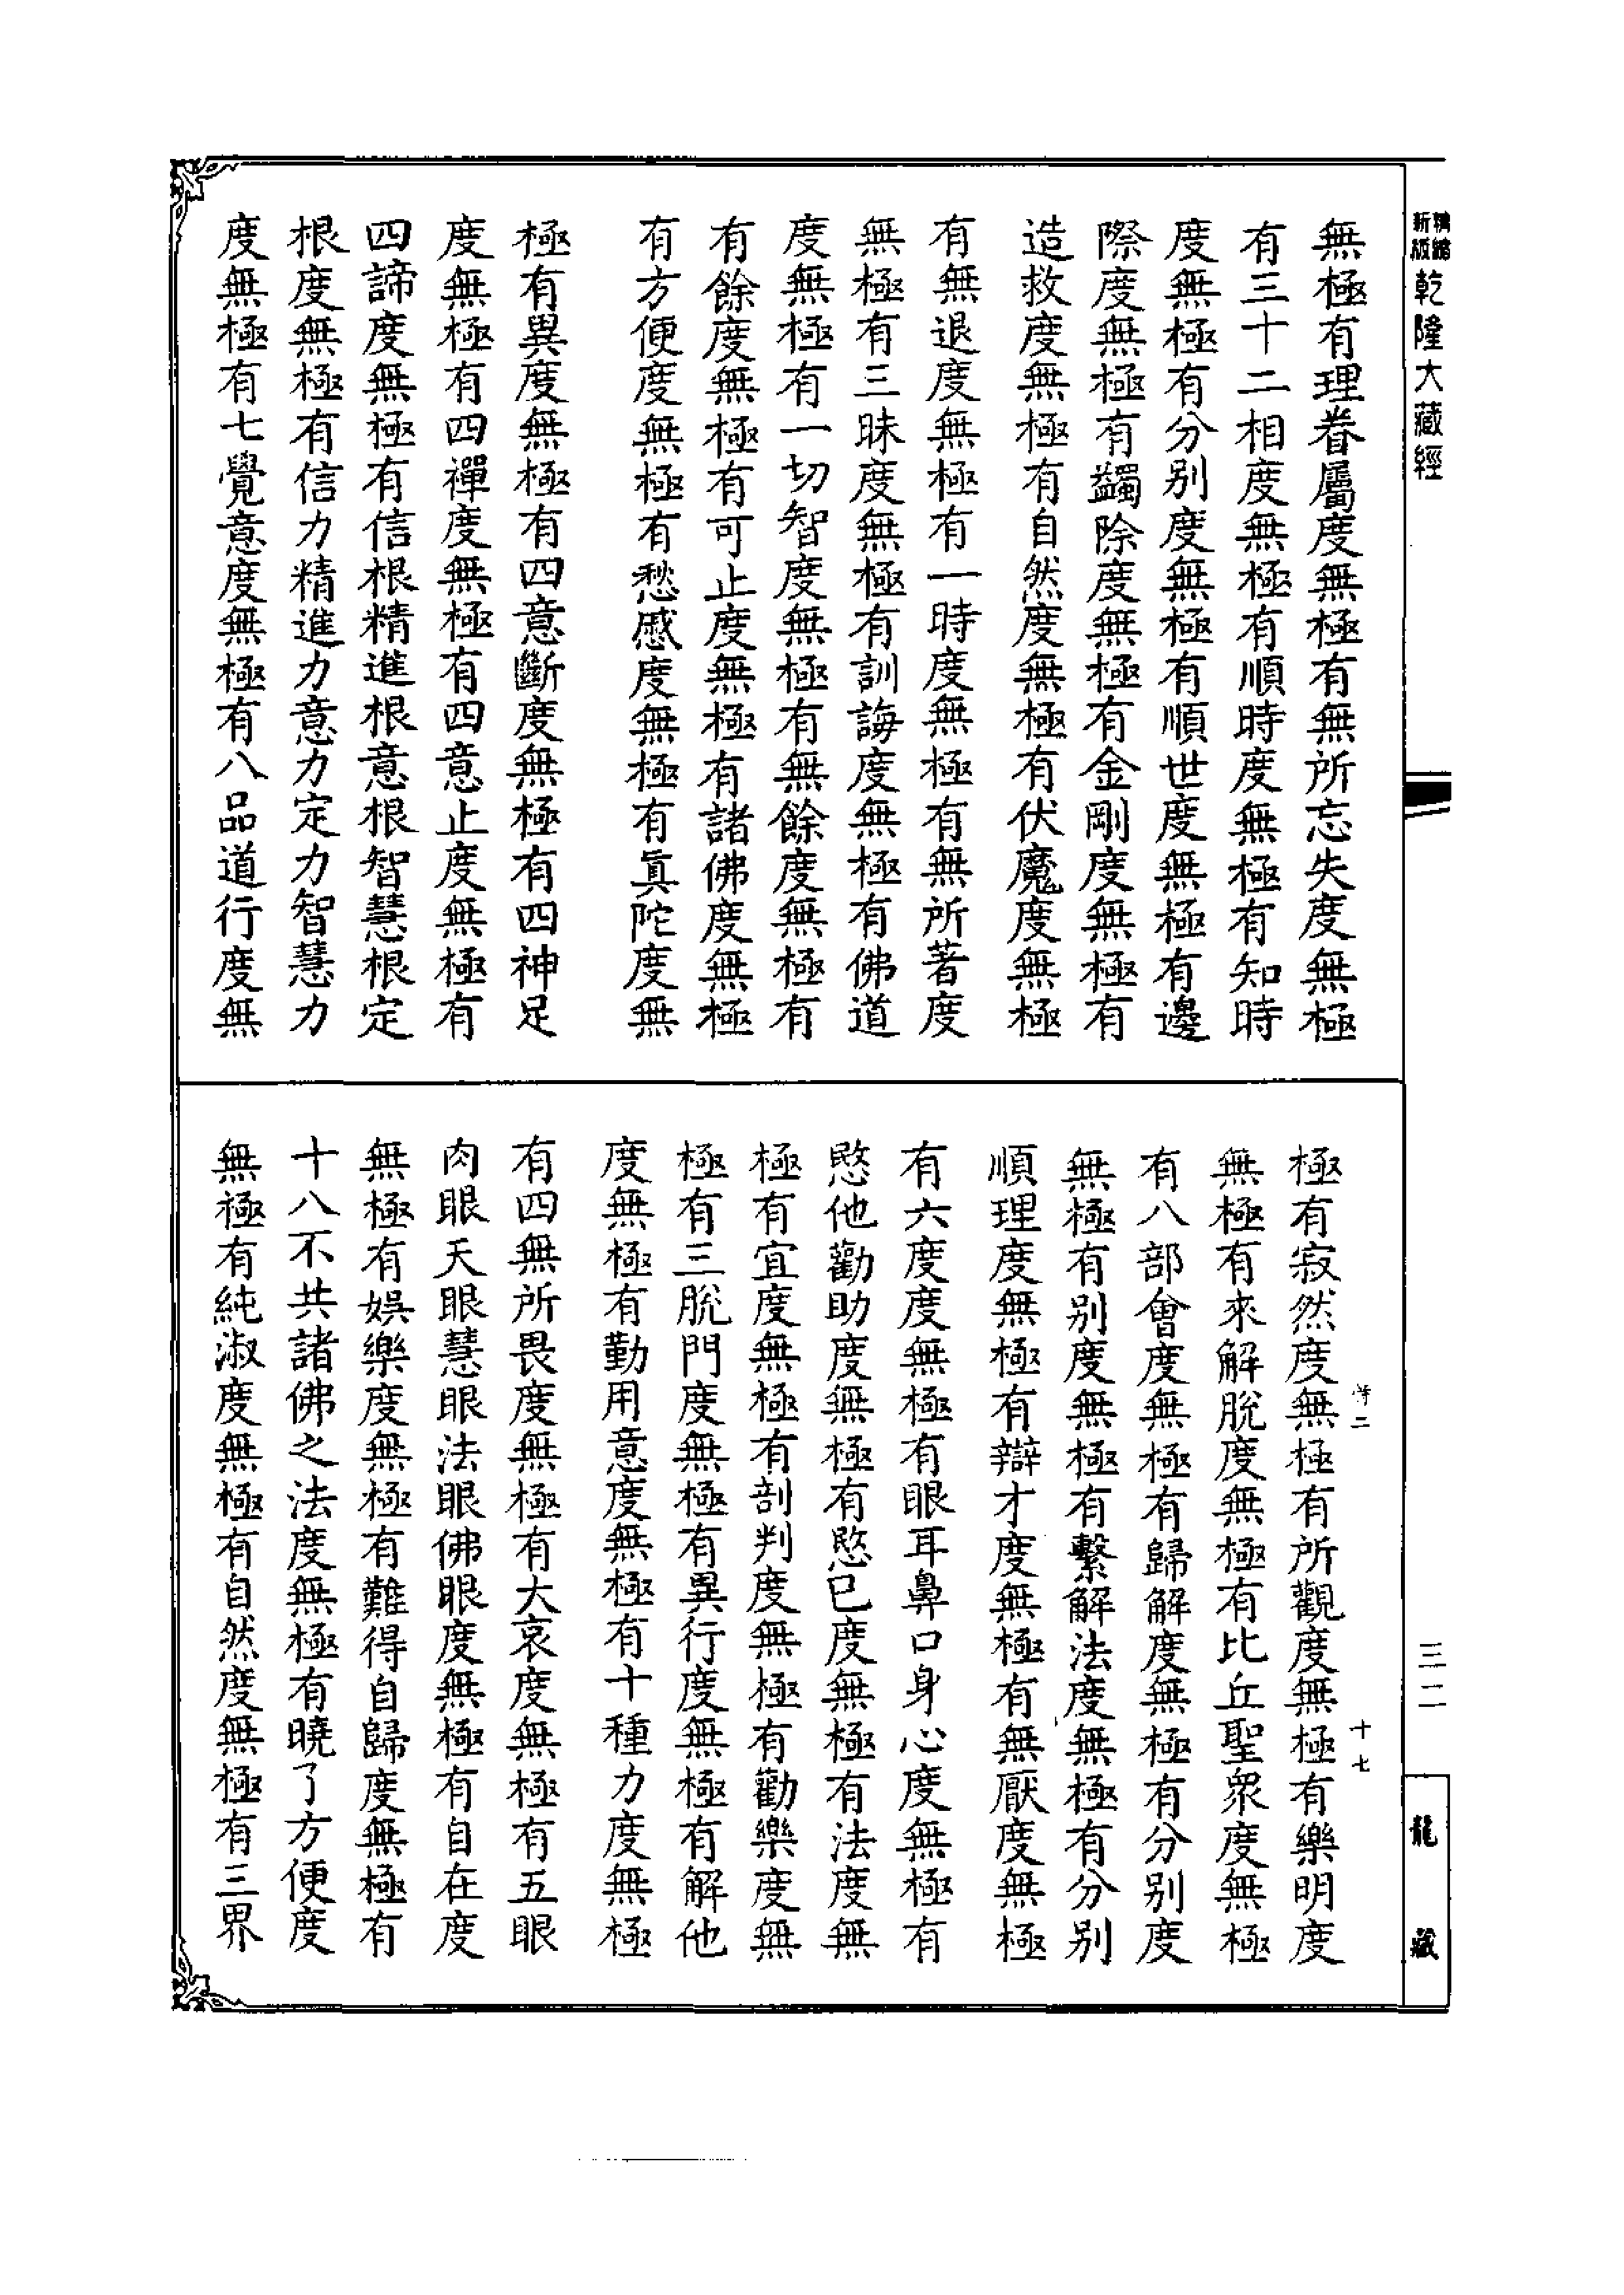 精縮新版乾隆大藏經
無極有理眷屬度無極有無所忘失度無極
有三十二相度無極有順時度無極有知時
度無極有分別度無極有順世度無極有邊
際度無極有蠲除度無極有金剛度無極有
造救度無極有自然度無極有伏魔度無極
有無退度無極有一時度無極有無所著度
無極有三昧度無極有訓誨度無極有佛道
度無極有一切智度無極有無餘度無極有
有餘度無極有可止度無極有諸佛度無極
有方便度無極有愁慼度無極有眞陀度無
極有異度無極有四意斷度無極有四神足
度無極有四禪度無極有四意止度無極有
四諦度無極有信根精進根意根智慧根定
根度無極有信力精進力意力定力智慧力
度無極有七覺意度無極有八品道行度無
極有寂然度無極有所觀度無極有樂明度
無極有來解脫度無極有比丘聖眾度無極
有八部會度無極有歸解度無極有分別度
無極有別度無極有繫解法度無極有分別
順理度無極有辯才度無極有無厭度無極
有六度度無極有眼耳鼻口身心度無極有
愍他勸助度無極有愍已度無極有法度無
極有宜度無極有剖判度無極有勸樂度無
極有三脫門度無極有異行度無極有解他
度無極有勤用意度無極有十種力度無極
有四無所畏度無極有大哀度無極有五眼
肉眼天眼慧眼法眼佛眼度無極有自在度
無極有娛樂度無極有難得自歸度無極有
十八不共諸佛之法度無極有曉了方便度
無極有純淑度無極有自然度無極有三界
二
十七
三二
龍藏